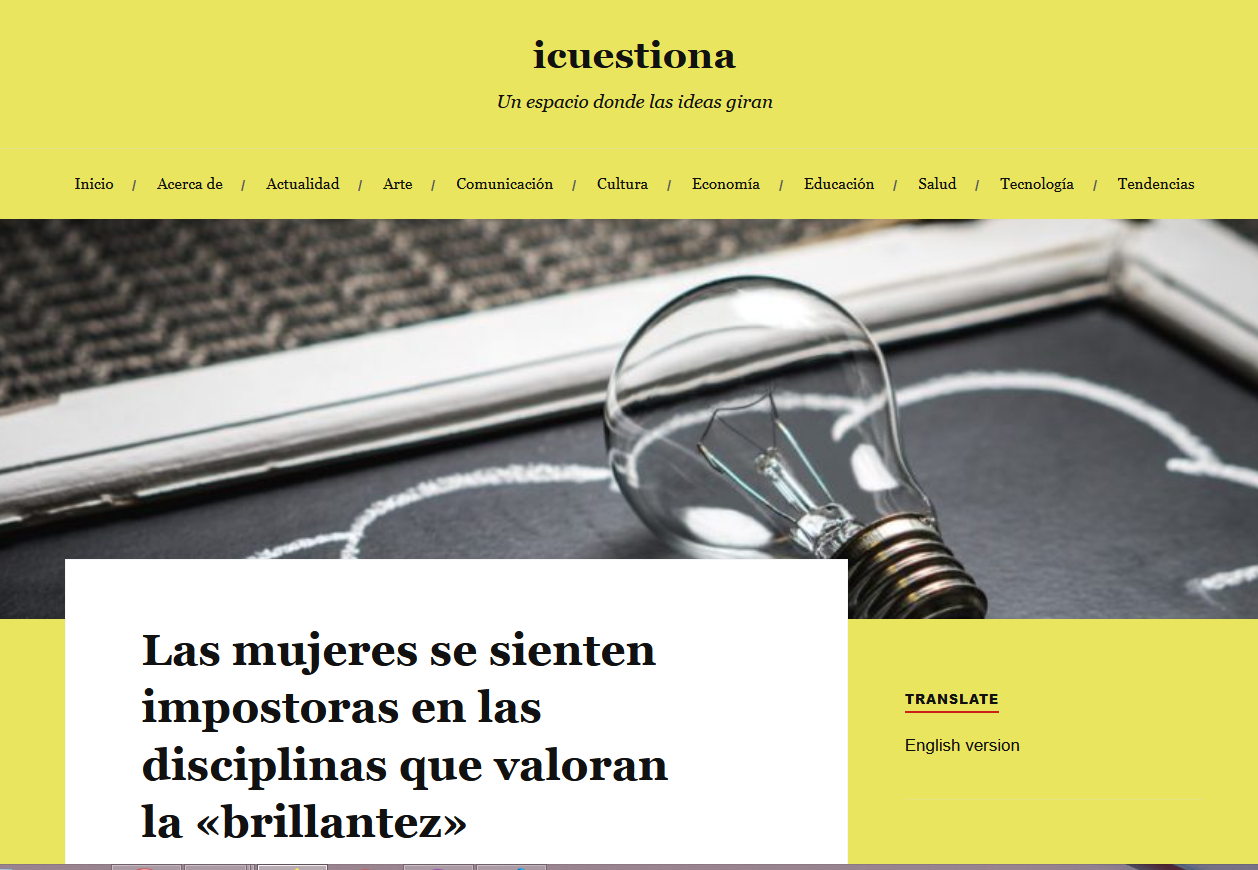 icuestiona
Un espacio donde las ideas giran
Inicio / Acerca de / Actualidad / Arte / Comunicación / Cultura / Economía / Educación / Salud / Tecnología / Tendencias
Las mujeres se sienten
impostoras en las
disciplinas que valoran
la «brillantez»
TRANSLATE
English version